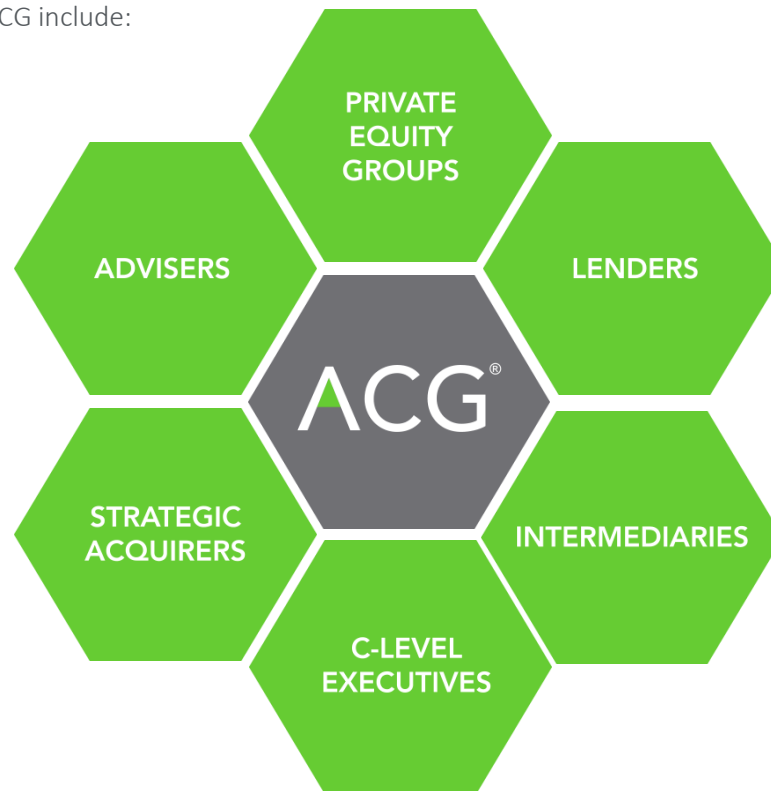 CG include:
PRIVATE
EQUITY
GROUPS
ADVISERS
LENDERS
ACG®
STRATEGIC
ACQUIRERS
INTERMEDIARIES
C-LEVEL
EXECUTIVES